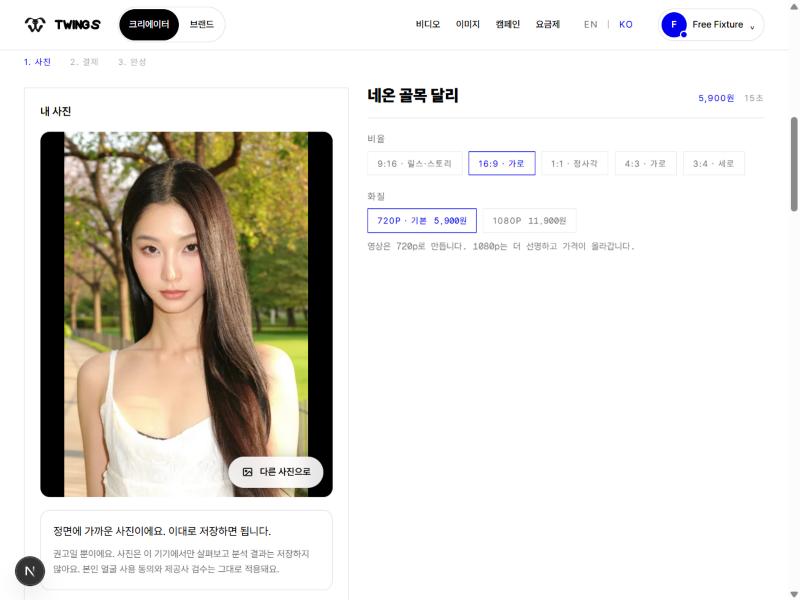 TWINGS
크리에이터
브랜드
비디오
이미지
캠페인
요금제
EN | KO
F
Free Fixture
1. 사진
2. 결제
3. 완성
내 사진
다른 사진으로
정면에 가까운 사진이에요. 이대로 저장하면 됩니다.
권고일 뿐이에요. 사진은 이 기기에서만 살펴보고 분석 결과는 저장하지
않아요. 본인 얼굴 사용 동의와 제공사 검수는 그대로 적용돼요.
N
네온 골목 달리
5,900원 15초
비율
9:16 · 릴스·스토리
16:9 · 가로
1:1 · 정사각
4:3 · 가로
3:4 · 세로
화질
720P · 기본 5,900원
1080P 11,900원
영상은 720p로 만듭니다. 1080p는 더 선명하고 가격이 올라갑니다.